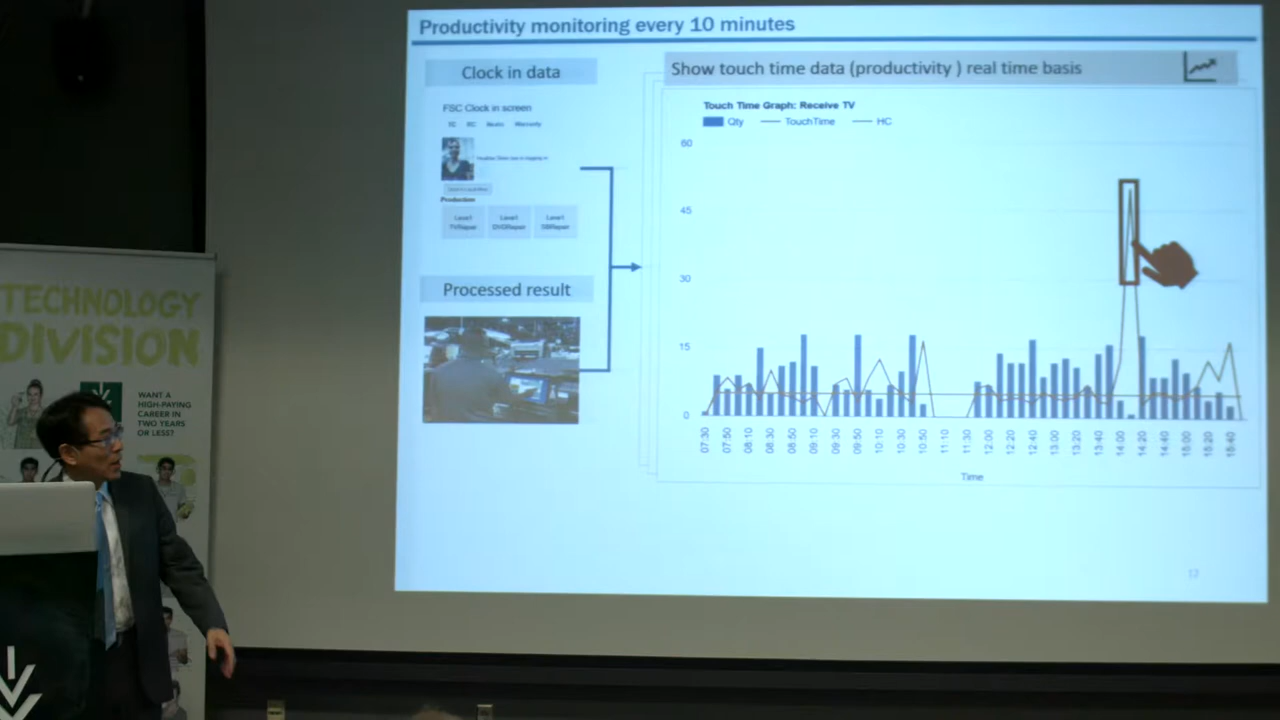 Productivity monitoring every 10 minutes
Clock in data
Show touch time data (productivity ) real time basis
FSC Clock in screen
Warranty
Production
Level1
TVRepair
Level1
DVDRepair
Level1
SBRepair
Processed result
Touch Time Graph: Receive TV
Qty
TouchTime
HC
60
45
30
15
0
07:30
07:50
08:10
08:30
08:50
09:10
09:30
09:50
10:10
10:30
10:50
11:10
11:30
12:00
12:20
12:40
13:00
13:20
13:40
14:00
14:20
14:40
15:00
15:20
15:40
Time
12
TECHNOLOGY
DIVISION
WANT A
HIGH-PAYING
CAREER IN
TWO YEARS
OR LESS?